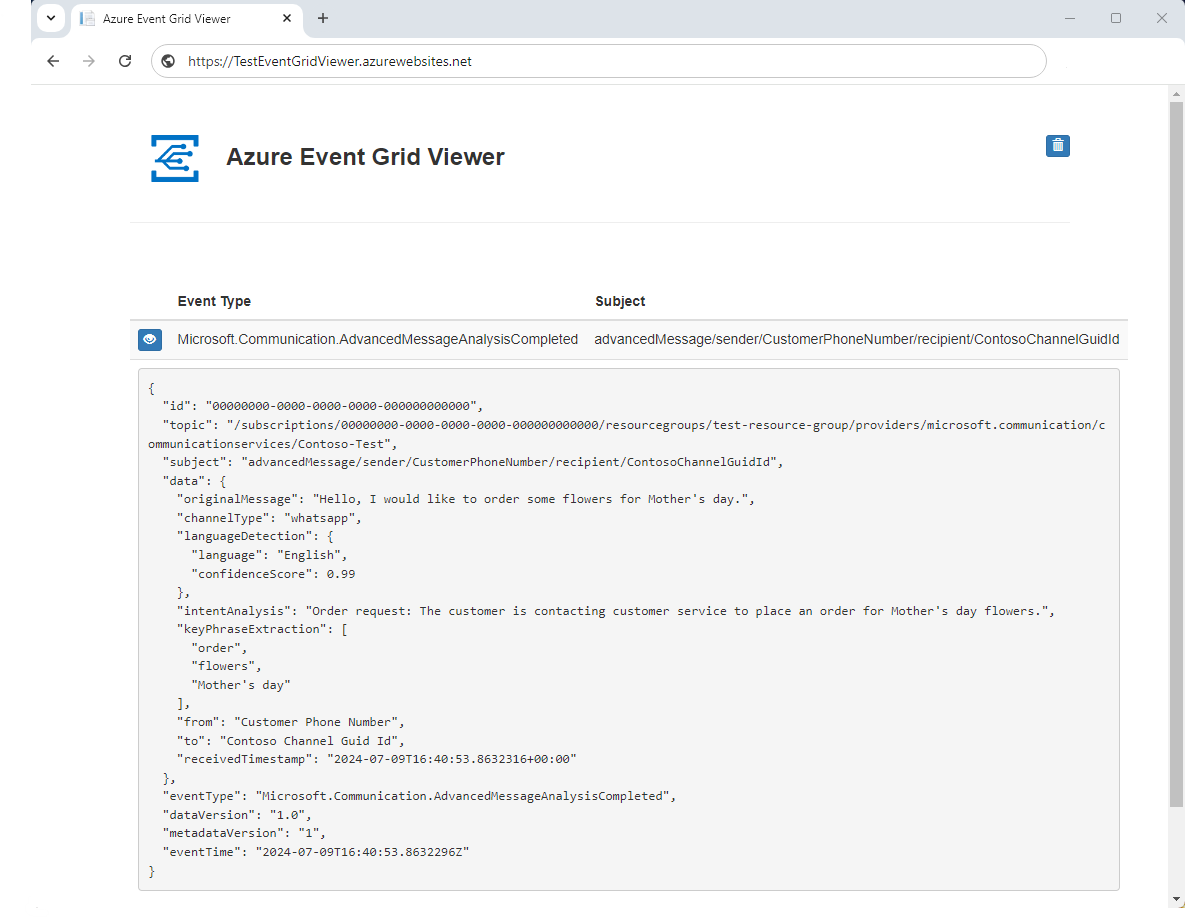 Azure Event Grid Viewer
https://TestEventGridViewer.azurewebsites.net
Azure Event Grid Viewer
Event Type Subject
Microsoft.Communication.AdvancedMessageAnalysisCompleted advancedMessage/sender/CustomerPhoneNumber/recipient/ContosoChannelGuidId
{
  "id": "00000000-0000-0000-0000-000000000000",
  "topic": "/subscriptions/00000000-0000-0000-0000-000000000000/resourcegroups/test-resource-group/providers/microsoft.communication/c
ommunicationservices/Contoso-Test",
  "subject": "advancedMessage/sender/CustomerPhoneNumber/recipient/ContosoChannelGuidId",
  "data": {
    "originalMessage": "Hello, I would like to order some flowers for Mother's day.",
    "channelType": "whatsapp",
    "languageDetection": {
      "language": "English",
      "confidenceScore": 0.99
    },
    "intentAnalysis": "Order request: The customer is contacting customer service to place an order for Mother's day flowers.",
    "keyPhraseExtraction": [
      "order",
      "flowers",
      "Mother's day"
    ],
    "from": "Customer Phone Number",
    "to": "Contoso Channel Guid Id",
    "receivedTimestamp": "2024-07-09T16:40:53.8632316+00:00"
  },
  "eventType": "Microsoft.Communication.AdvancedMessageAnalysisCompleted",
  "dataVersion": "1.0",
  "metadataVersion": "1",
  "eventTime": "2024-07-09T16:40:53.8632296Z"
}